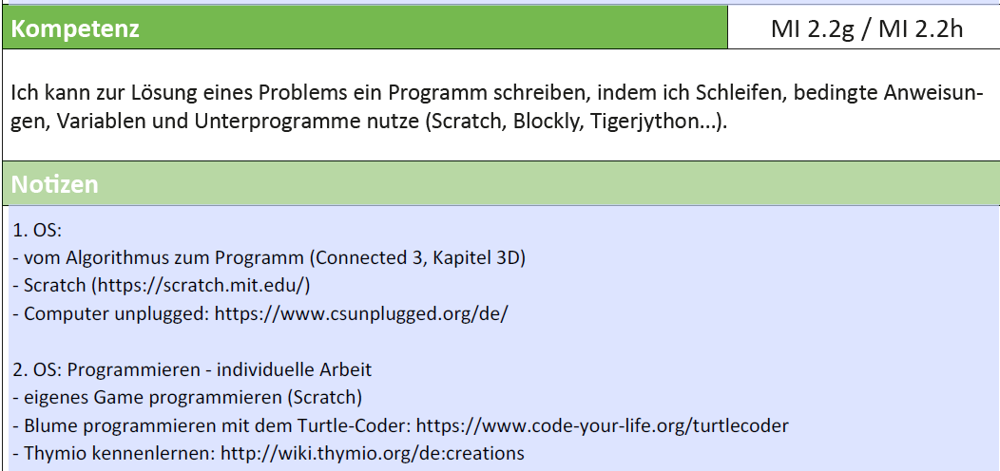 Kompetenz
MI 2.2g / MI 2.2h
Ich kann zur Lösung eines Problems ein Programm schreiben, indem ich Schleifen, bedingte Anweisun-
gen, Variablen und Unterprogramme nutze (Scratch, Blockly, Tigerjython...).
Notizen
1. OS:
- vom Algorithmus zum Programm (Connected 3, Kapitel 3D)
- Scratch (https://scratch.mit.edu/)
- Computer unplugged: https://www.csunplugged.org/de/
2. OS: Programmieren - individuelle Arbeit
- eigenes Game programmieren (Scratch)
- Blume programmieren mit dem Turtle-Coder: https://www.code-your-life.org/turtlecoder
- Thymio kennenlernen: http://wiki.thymio.org/de:creations